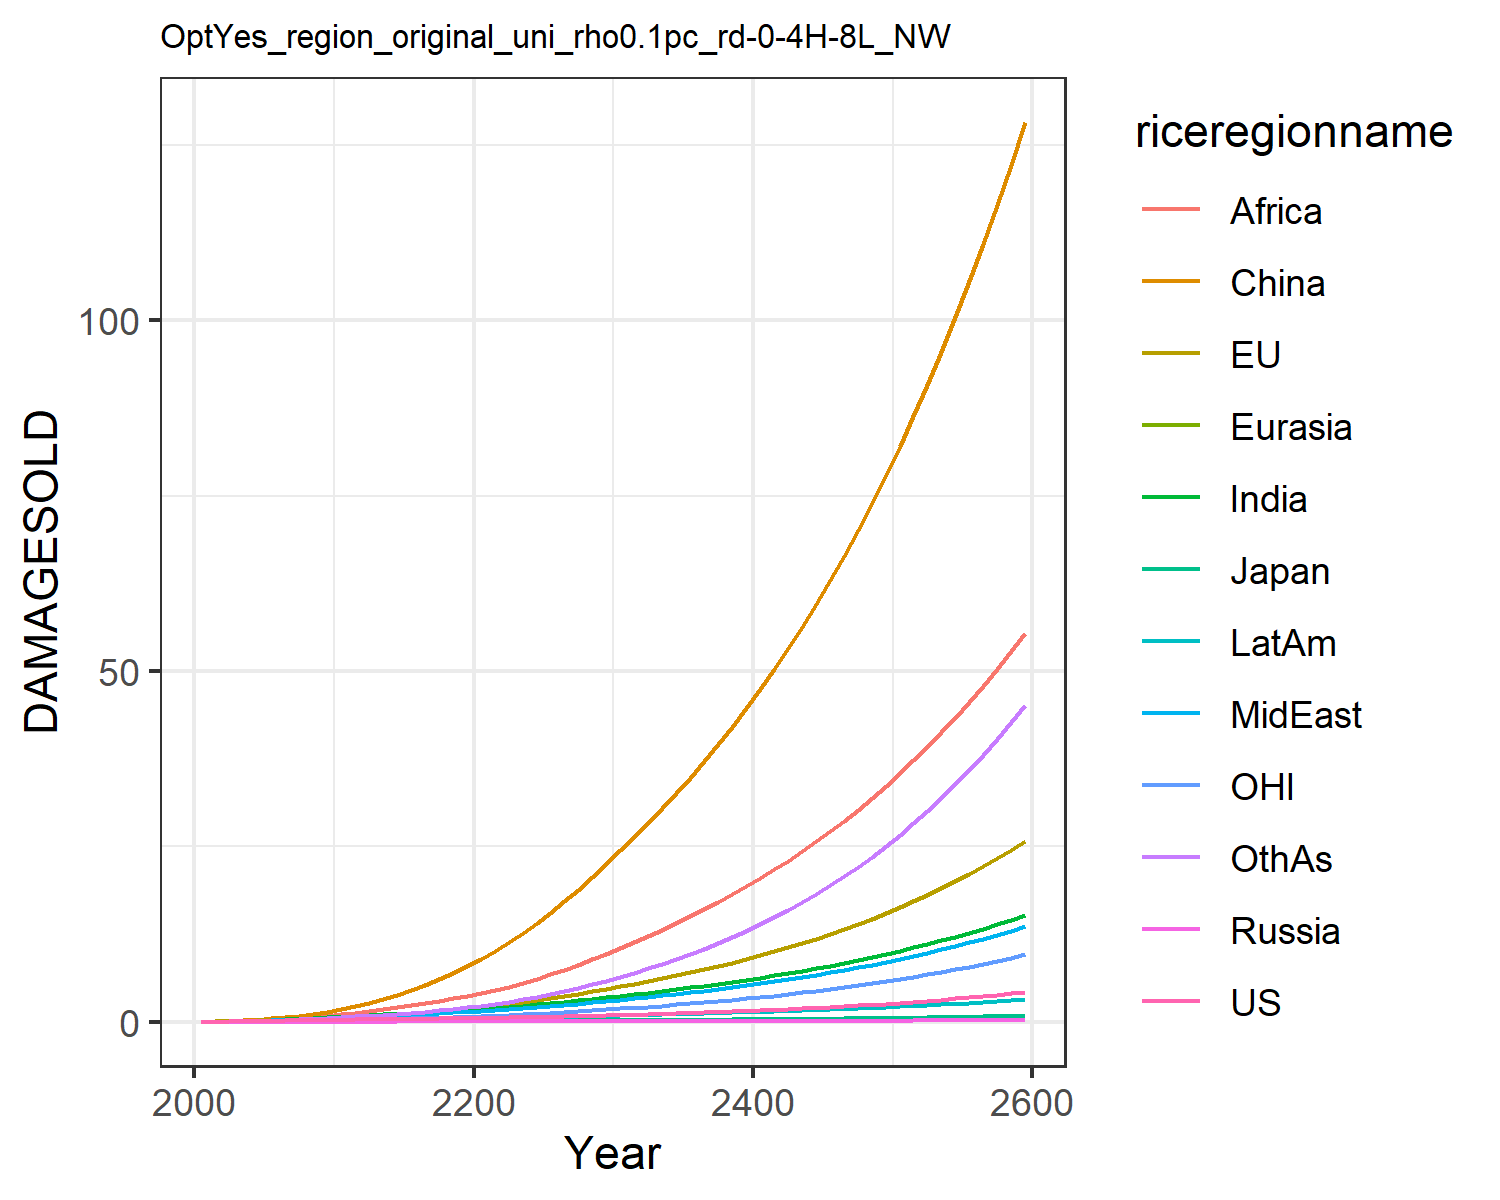 OptYes_region_original_uni_rho0.1pc_rd-0-4H-8L_NW
DAMAGESOLD
100
50
0
2000
2200
2400
2600
Year
riceregionname
Africa
China
EU
Eurasia
India
Japan
LatAm
MidEast
OHI
OthAs
Russia
US